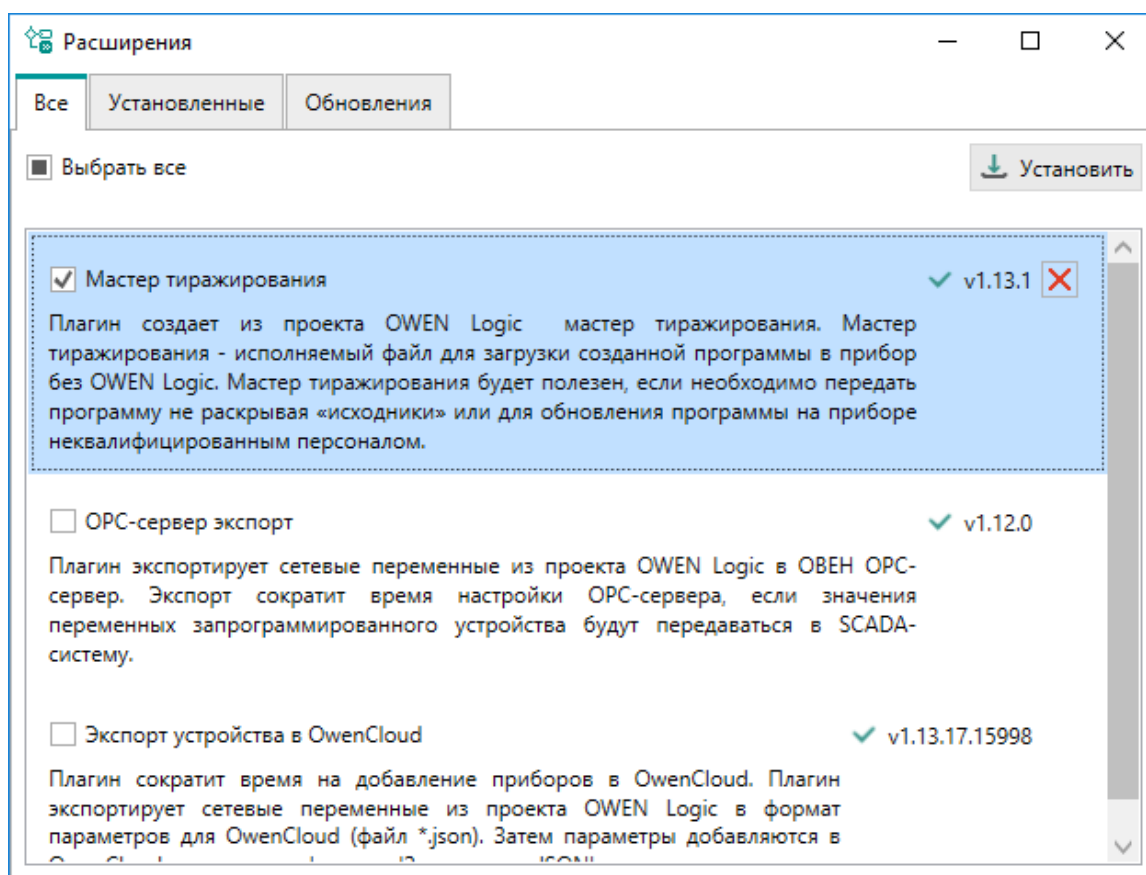 Расширения
Все Установленные Обновления
Выбрать все Установить
Мастер тиражирования v1.13.1
Плагин создает из проекта OWEN Logic мастер тиражирования. Мастер
тиражирования - исполняемый файл для загрузки созданной программы в прибор
без OWEN Logic. Мастер тиражирования будет полезен, если необходимо передать
программу не раскрывая «исходники» или для обновления программы на приборе
неквалифицированным персоналом.
OPC-сервер экспорт v1.12.0
Плагин экспортирует сетевые переменные из проекта OWEN Logic в ОВЕН OPC-
сервер. Экспорт сократит время настройки OPC-сервера, если значения
переменных запрограммированного устройства будут передаваться в SCADA-
систему.
Экспорт устройства в OwenCloud v1.13.17.15998
Плагин сократит время на добавление приборов в OwenCloud. Плагин
экспортирует сетевые переменные из проекта OWEN Logic в формат
параметров для OwenCloud (файл *.json). Затем параметры добавляются в